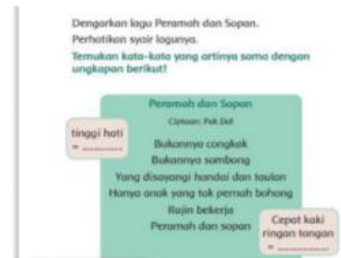 Dengarkan lagu Peramah dan Sopan.
Perhatikan syair lagunya.
Temukan kata-kata yang artinya sama dengan
ungkapan berikut!
Peramah dan Sopan
Ciptaan: Pak Dal
tinggi hati
= ............
Bukannya congkak
Bukannya sombong
Yang disayangi handai dan taulan
Hanya anak yang tak pernah bohong
Rajin bekerja
Peramah dan sopan
Cepat kaki
ringan tangan
= ...............